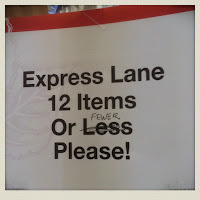 Express Lane
12 Items
FEWER
Or Less
Please!